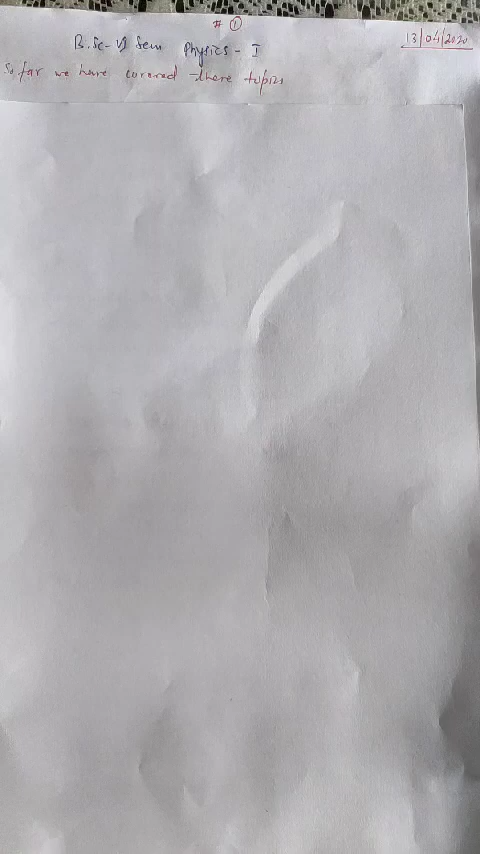 # ①
13/04/2020
B.Sc-VI Sem Physics - I
So far we have covered these topics